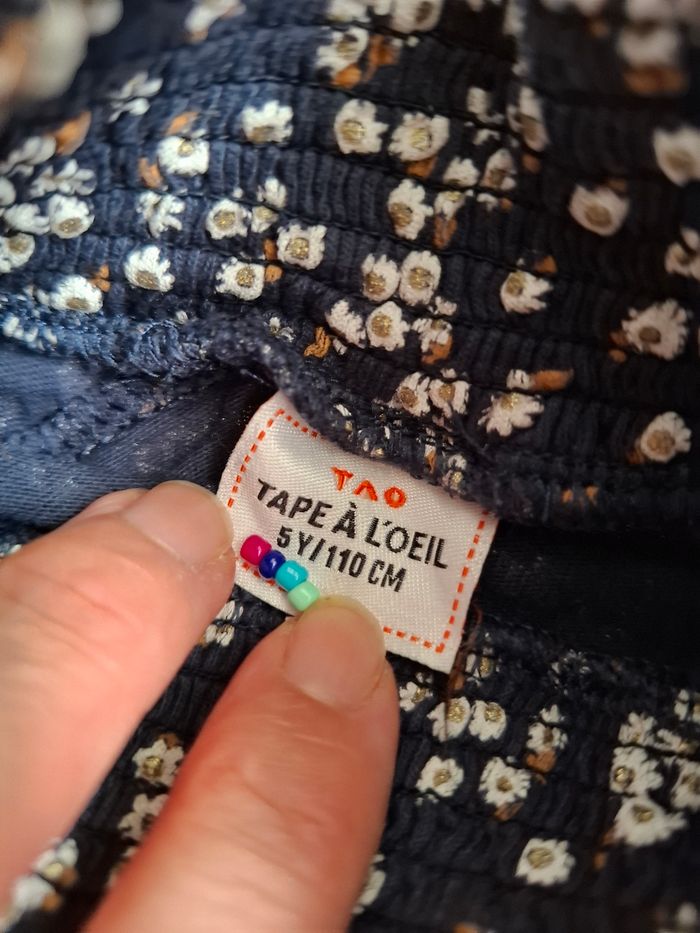 TAO
TAPE À L'OEIL
5 Y/110 CM